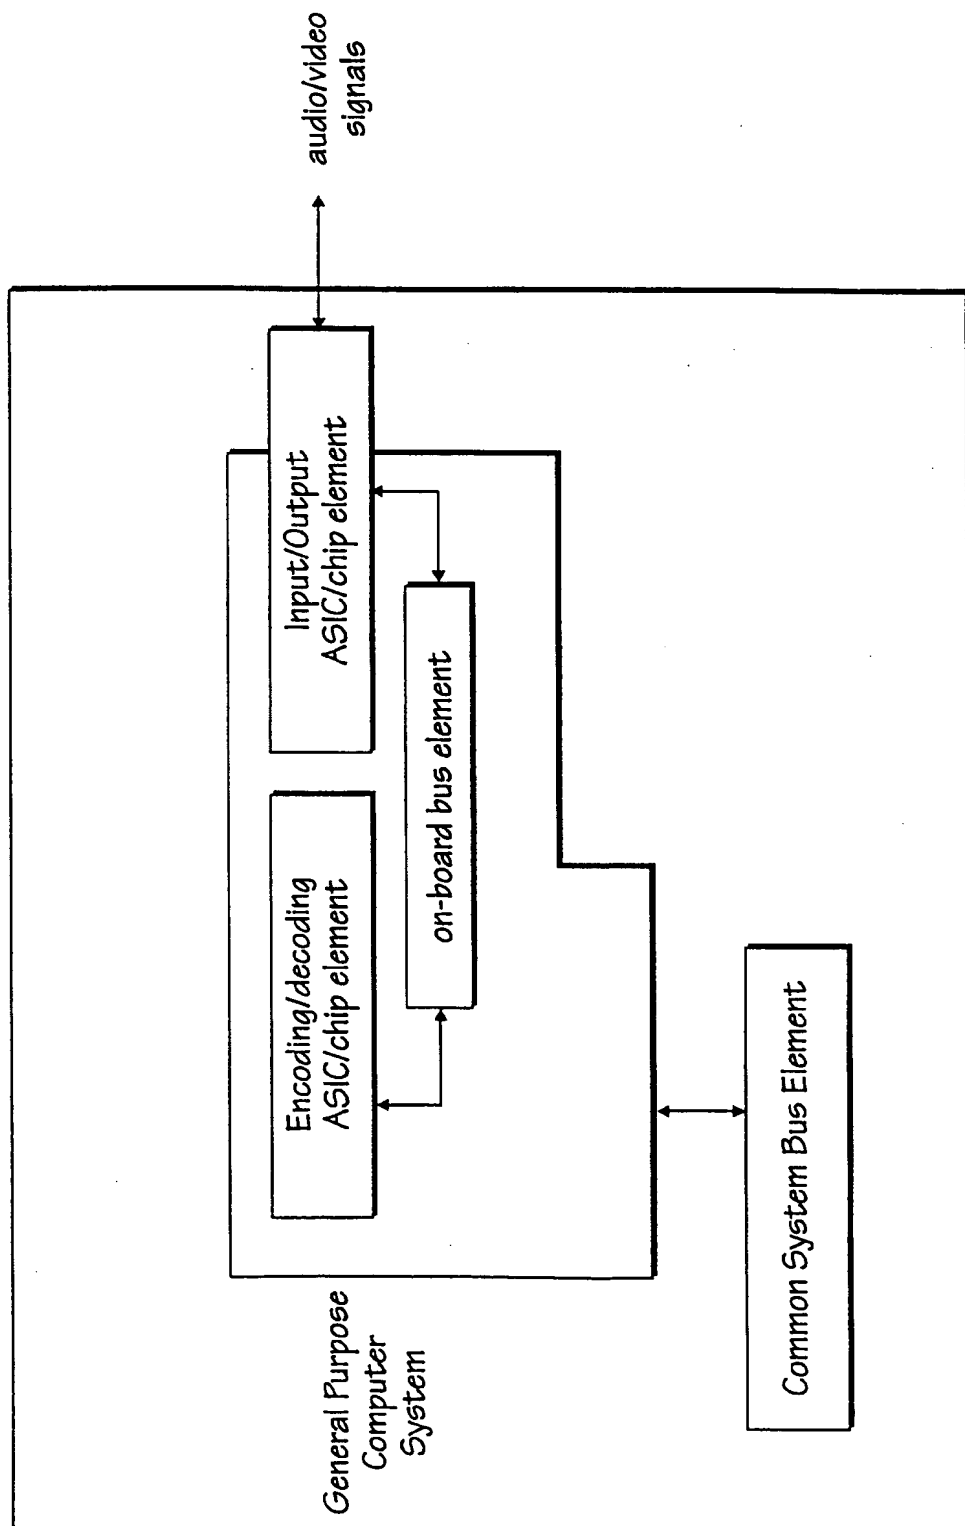 General Purpose
Computer
System
Encoding/decoding
ASIC/chip element
Input/Output
ASIC/chip element
audio/video
signals
on-board bus element
Common System Bus Element